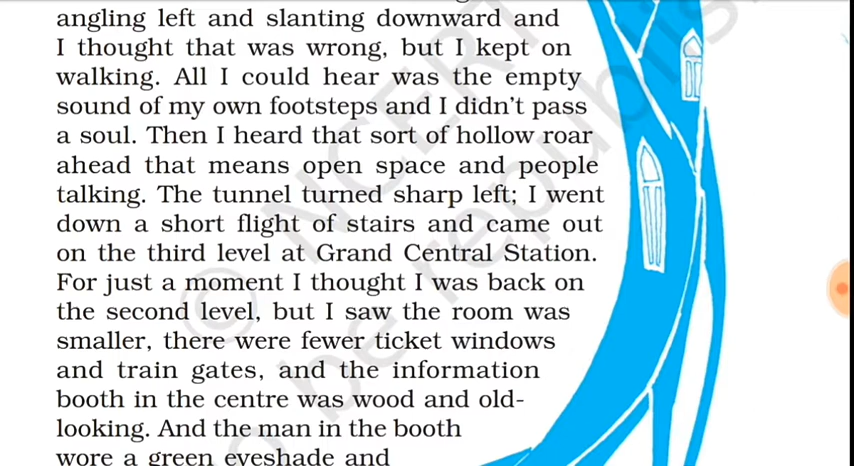 angling left and slanting downward and
I thought that was wrong, but I kept on
walking. All I could hear was the empty
sound of my own footsteps and I didn't pass
a soul. Then I heard that sort of hollow roar
ahead that means open space and people
talking. The tunnel turned sharp left; I went
down a short flight of stairs and came out
on the third level at Grand Central Station.
For just a moment I thought I was back on
the second level, but I saw the room was
smaller, there were fewer ticket windows
and train gates, and the information
booth in the centre was wood and old-
looking. And the man in the booth
wore a green eyeshade and
© NCERT
be republis